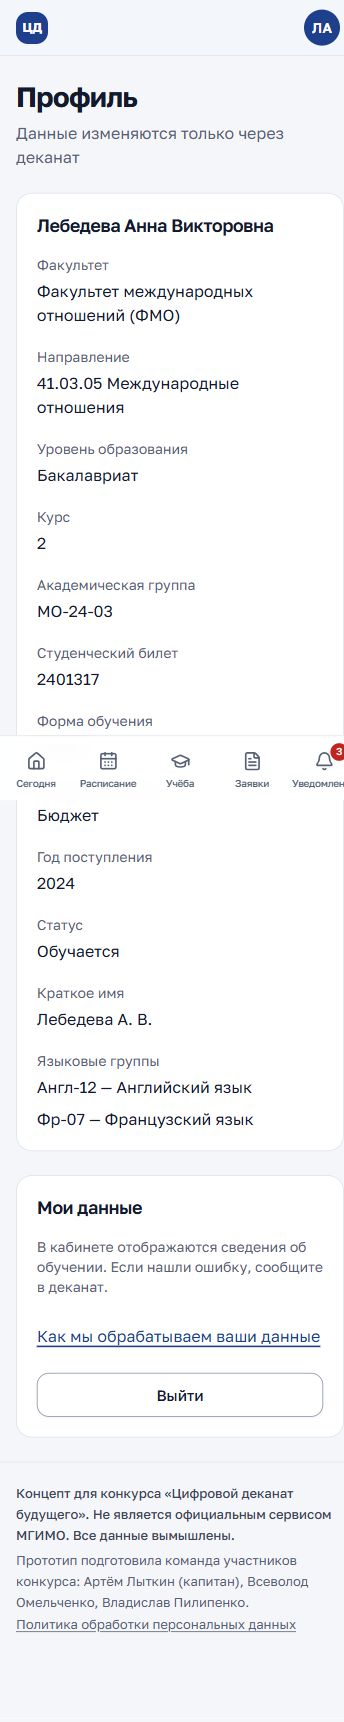 ЦД
ЛА
Профиль
Данные изменяются только через
деканат
Лебедева Анна Викторовна
Факультет
Факультет международных
отношений (ФМО)
Направление
41.03.05 Международные
отношения
Уровень образования
Бакалавриат
Курс
2
Академическая группа
МО-24-03
Студенческий билет
2401317
Форма обучения
3
Сегодня
Расписание
Учёба
Заявки
Уведомлен
Бюджет
Год поступления
2024
Статус
Обучается
Краткое имя
Лебедева А. В.
Языковые группы
Англ-12 — Английский язык
Фр-07 — Французский язык
Мои данные
В кабинете отображаются сведения об
обучении. Если нашли ошибку, сообщите
в деканат.
Как мы обрабатываем ваши данные
Выйти
Концепт для конкурса «Цифровой деканат
будущего». Не является официальным сервисом
МГИМО. Все данные вымышлены.
Прототип подготовила команда участников
конкурса: Артём Лыткин (капитан), Всеволод
Омельченко, Владислав Пилипенко.
Политика обработки персональных данных